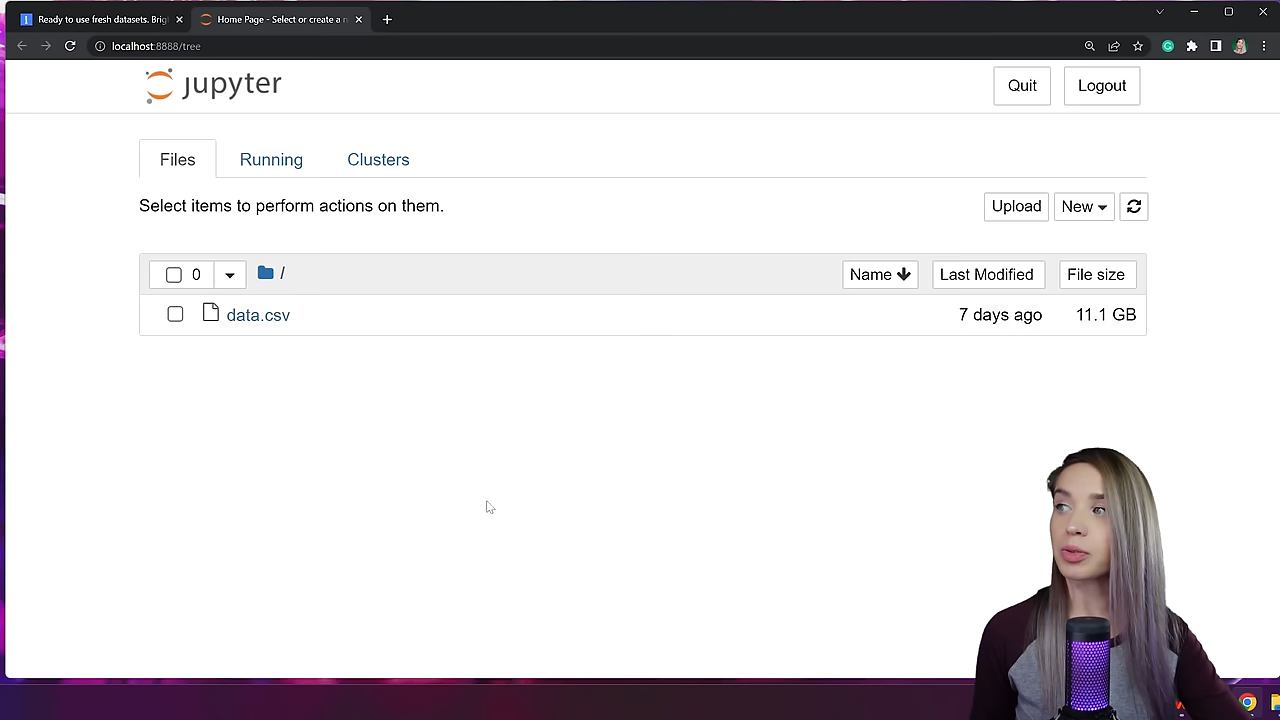 Ready to use fresh datasets. Brig
Home Page - Select or create a n
localhost:8888/tree
jupyter
Quit
Logout
Files
Running
Clusters
Select items to perform actions on them.
Upload
New
0
/
Name
Last Modified
File size
data.csv
7 days ago
11.1 GB